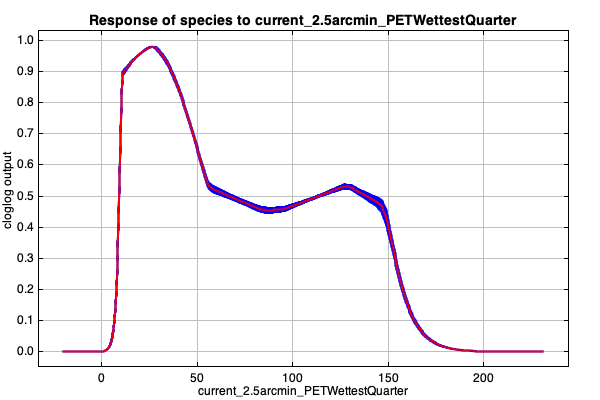 Response of species to current_2.5arcmin_PETWettestQuarter
1.0
0.9
0.8
0.7
0.6
0.5
0.4
0.3
0.2
0.1
0.0
cloglog output
0 50 100 150 200
current_2.5arcmin_PETWettestQuarter